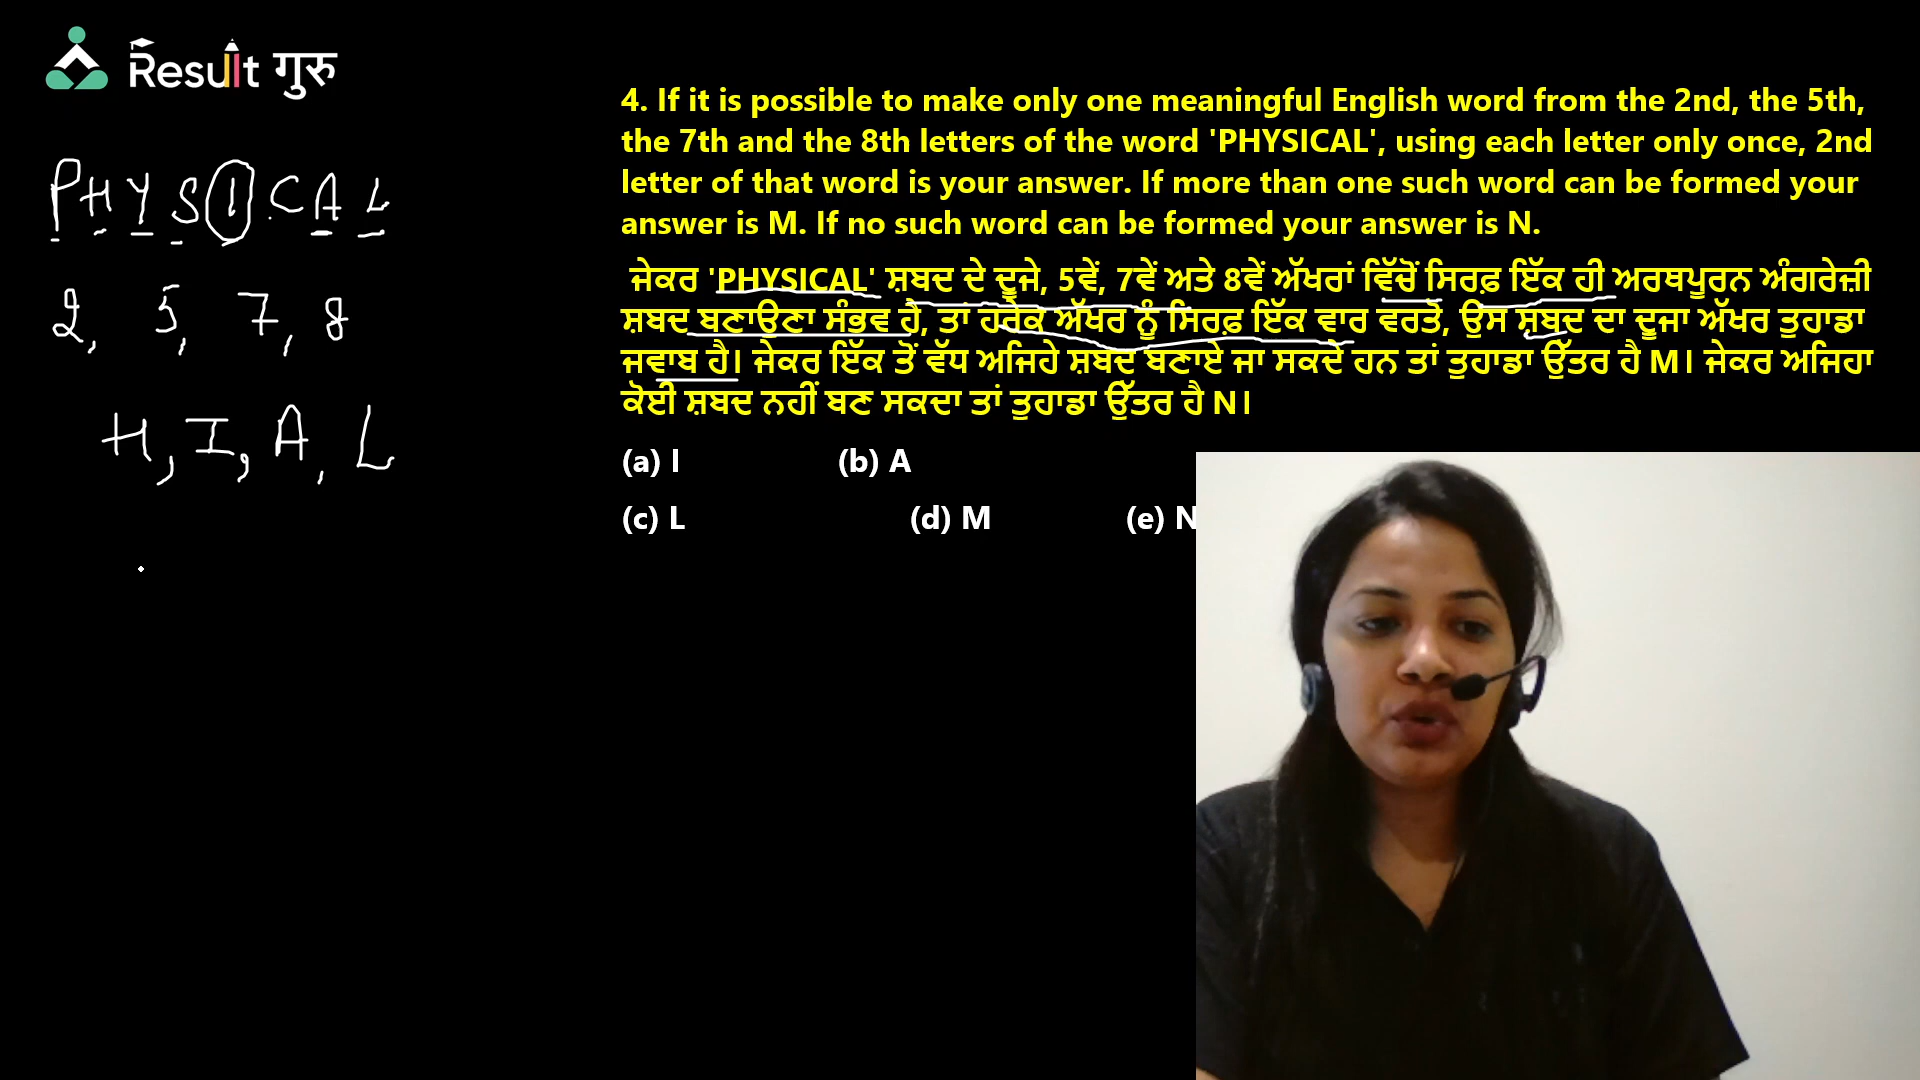 Result गुरु
PHYSICAL
2, 5, 7, 8
H, I, A, L
4. If it is possible to make only one meaningful English word from the 2nd, the 5th,
the 7th and the 8th letters of the word 'PHYSICAL', using each letter only once, 2nd
letter of that word is your answer. If more than one such word can be formed your
answer is M. If no such word can be formed your answer is N.
ਜੇਕਰ 'PHYSICAL' ਸ਼ਬਦ ਦੇ ਦੂਜੇ, 5ਵੇਂ, 7ਵੇਂ ਅਤੇ 8ਵੇਂ ਅੱਖਰਾਂ ਵਿੱਚੋਂ ਸਿਰਫ਼ ਇੱਕ ਹੀ ਅਰਥਪੂਰਨ ਅੰਗਰੇਜ਼ੀ
ਸ਼ਬਦ ਬਣਾਉਣਾ ਸੰਭਵ ਹੈ, ਤਾਂ ਹਰੇਕ ਅੱਖਰ ਨੂੰ ਸਿਰਫ਼ ਇੱਕ ਵਾਰ ਵਰਤੋ, ਉਸ ਸ਼ਬਦ ਦਾ ਦੂਜਾ ਅੱਖਰ ਤੁਹਾਡਾ
ਜਵਾਬ ਹੈ। ਜੇਕਰ ਇੱਕ ਤੋਂ ਵੱਧ ਅਜਿਹੇ ਸ਼ਬਦ ਬਣਾਏ ਜਾ ਸਕਦੇ ਹਨ ਤਾਂ ਤੁਹਾਡਾ ਉੱਤਰ ਹੈ M। ਜੇਕਰ ਅਜਿਹਾ
ਕੋਈ ਸ਼ਬਦ ਨਹੀਂ ਬਣ ਸਕਦਾ ਤਾਂ ਤੁਹਾਡਾ ਉੱਤਰ ਹੈ N।
(a) I (b) A
(c) L (d) M (e) N